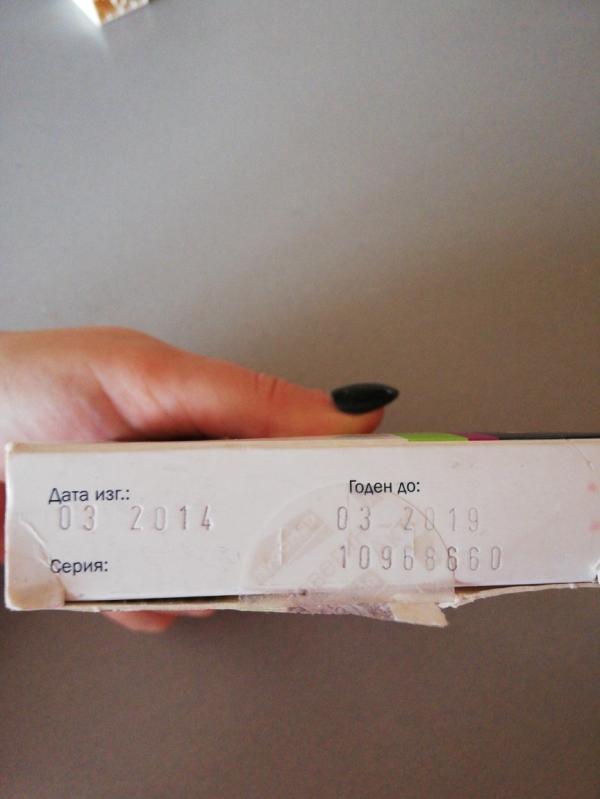 Дата изг.: Годен до:
03 2014 03 2019
Серия: 10968660